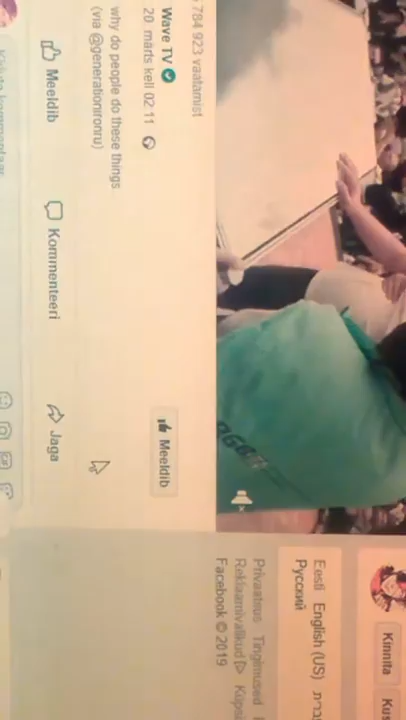 784 923 vaatamist
Wave TV
20. märts kell 02:11
why do people do these things
(via @generationironru)
Meeldib
Meeldib
Kommenteeri
Jaga
Kinnita
Eesti English (US)
Русский
Privaatsus Tingimused
Reklaamivalikud
Facebook © 2019